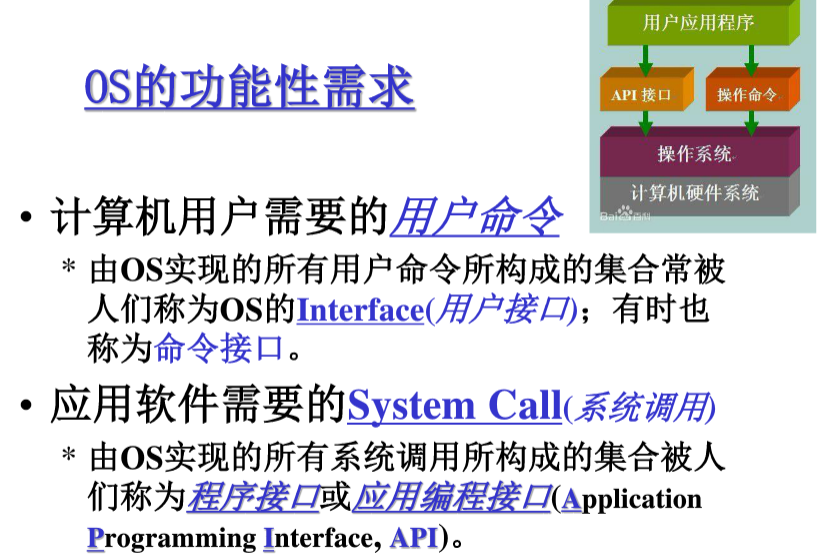 OS的功能性需求
用户应用程序
API 接口
操作命令
操作系统
计算机硬件系统
Bai百科
• 计算机用户需要的用户命令
* 由OS实现的所有用户命令所构成的集合常被
人们称为OS的Interface(用户接口)；有时也
称为命令接口。
• 应用软件需要的System Call(系统调用)
* 由OS实现的所有系统调用所构成的集合被人
们称为程序接口或应用编程接口(Application
Programming Interface, API)。